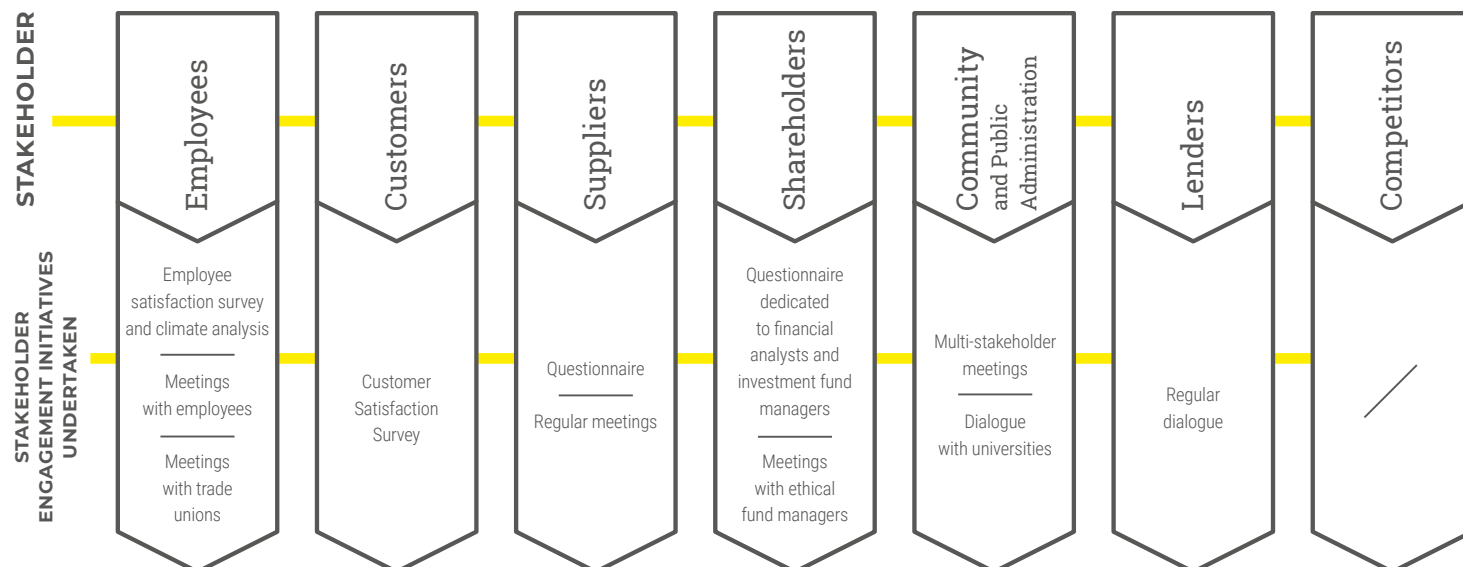 STAKEHOLDER
Employees
Customers
Suppliers
Shareholders
Community
and Public
Administration
Lenders
Competitors
STAKEHOLDER
ENGAGEMENT INITIATIVES
UNDERTAKEN
Employee
satisfaction survey
and climate analysis
Meetings
with employees
Meetings
with trade
unions
Customer
Satisfaction
Survey
Questionnaire
Regular meetings
Questionnaire
dedicated
to financial
analysts and
investment fund
managers
Meetings
with ethical
fund managers
Multi-stakeholder
meetings
Dialogue
with universities
Regular
dialogue